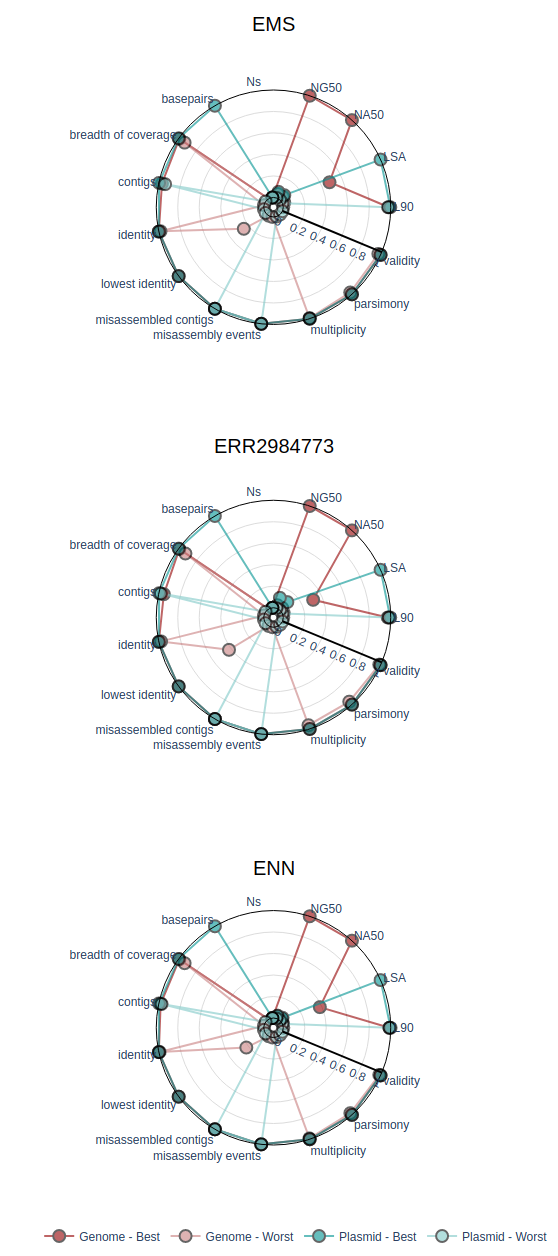 EMS
Ns
NG50
basepairs
NA50
breadth of coverage
LSA
contigs
L90
identity
0.2 0.4 0.6 0.8
validity
lowest identity
parsimony
misassembled contigs
multiplicity
misassembly events
ERR2984773
Ns
NG50
basepairs
NA50
breadth of coverage
LSA
contigs
L90
identity
0.2 0.4 0.6 0.8
validity
lowest identity
parsimony
misassembled contigs
multiplicity
misassembly events
ENN
Ns
NG50
basepairs
NA50
breadth of coverage
LSA
contigs
L90
identity
0.2 0.4 0.6 0.8
validity
lowest identity
parsimony
misassembled contigs
multiplicity
misassembly events
Genome - Best Genome - Worst Plasmid - Best Plasmid - Worst